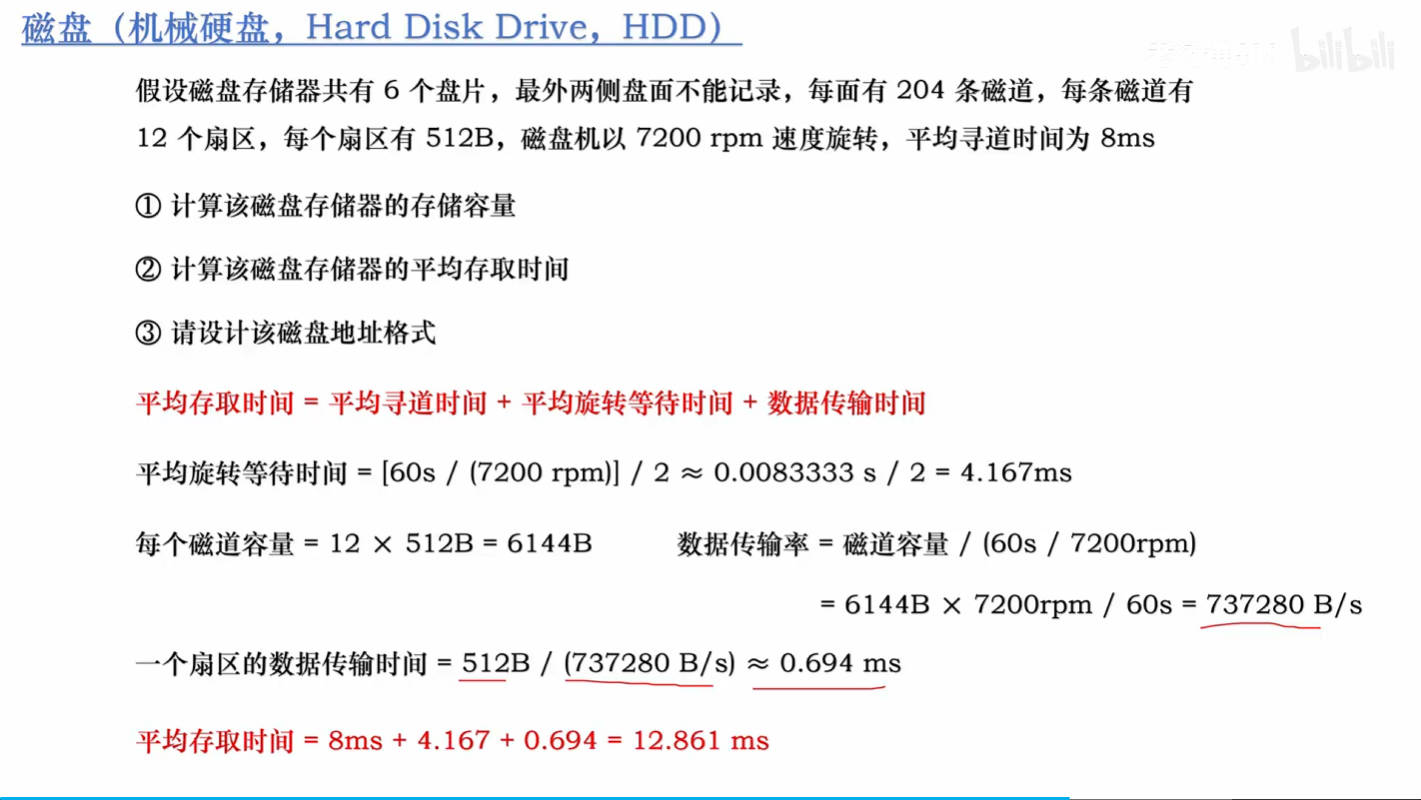 磁盘（机械硬盘，Hard Disk Drive，HDD）
bilibili
假设磁盘存储器共有 6 个盘片，最外两侧盘面不能记录，每面有 204 条磁道，每条磁道有
12 个扇区，每个扇区有 512B，磁盘机以 7200 rpm 速度旋转，平均寻道时间为 8ms
① 计算该磁盘存储器的存储容量
② 计算该磁盘存储器的平均存取时间
③ 请设计该磁盘地址格式
平均存取时间 = 平均寻道时间 + 平均旋转等待时间 + 数据传输时间
平均旋转等待时间 = [60s / (7200 rpm)] / 2 ≈ 0.0083333 s / 2 = 4.167ms
每个磁道容量 = 12 × 512B = 6144B 数据传输率 = 磁道容量 / (60s / 7200rpm)
= 6144B × 7200rpm / 60s = 737280 B/s
一个扇区的数据传输时间 = 512B / (737280 B/s) ≈ 0.694 ms
平均存取时间 = 8ms + 4.167 + 0.694 = 12.861 ms